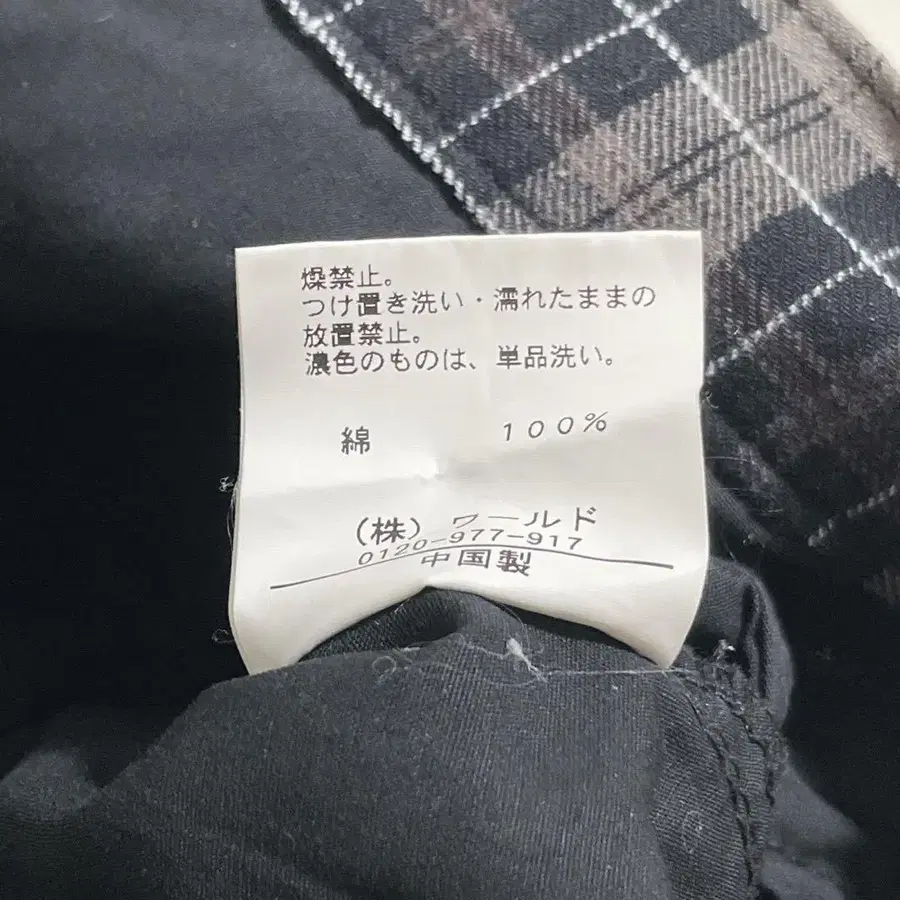 燥禁止。
つけ置き洗い・濡れたままの
放置禁止。
濃色のものは、単品洗い。
綿 100%
(株) ワールド
0120-977-917
中国製